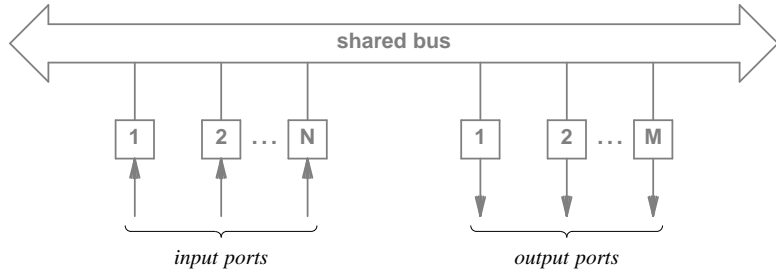 shared bus
1 2 ... N 1 2 ... M
input ports output ports